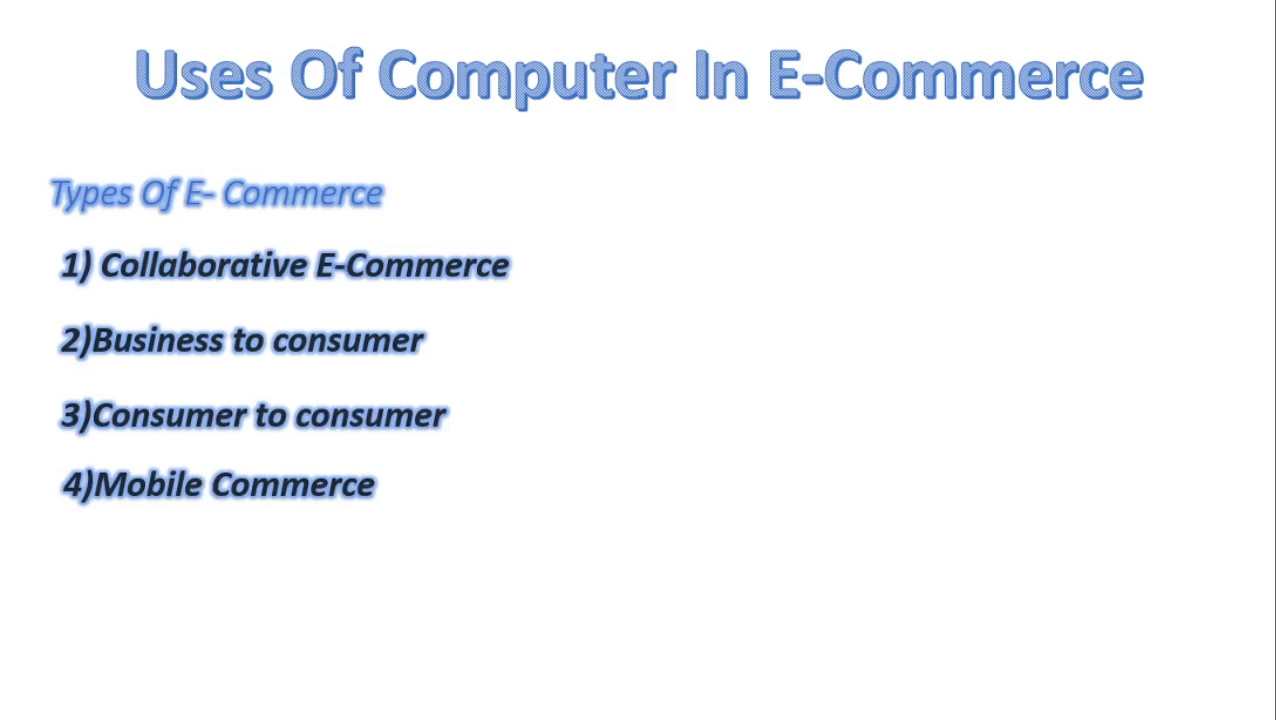 Uses Of Computer In E-Commerce
Types Of E- Commerce
1) Collaborative E-Commerce
2)Business to consumer
3)Consumer to consumer
4)Mobile Commerce